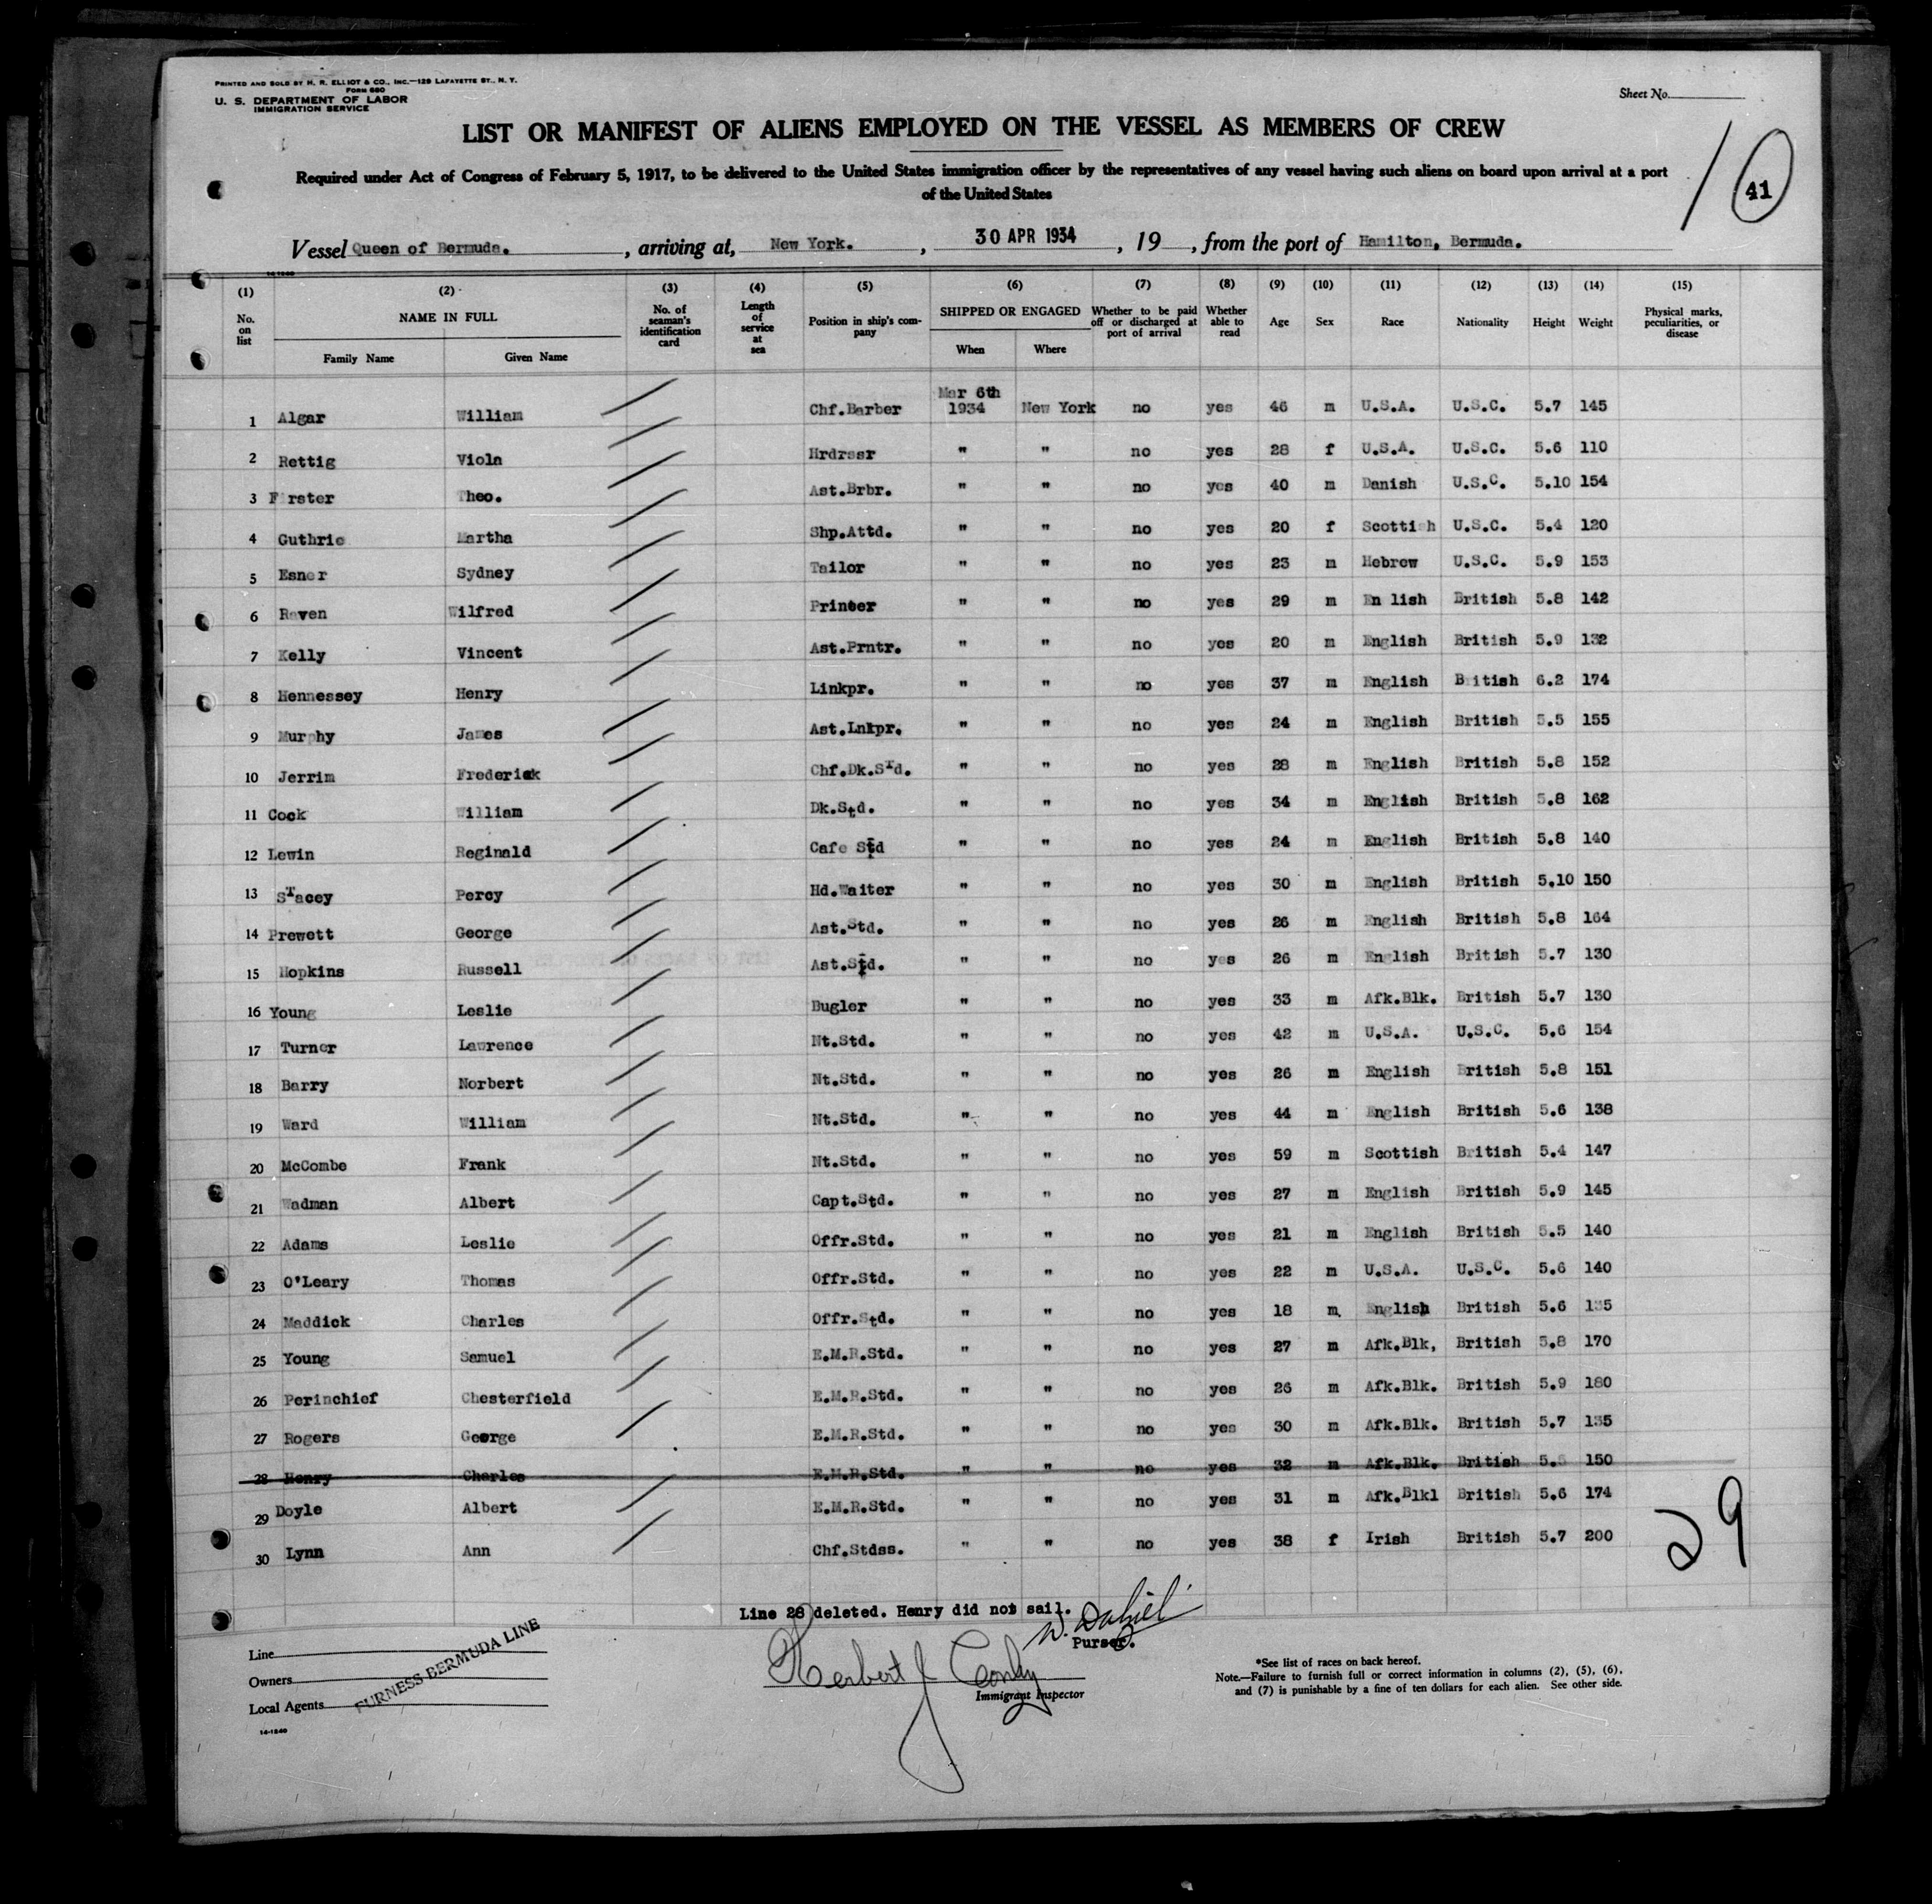 PRINTED AND SOLD BY H. R. ELLIOT & CO., INC.—129 LAFAYETTE ST., N. Y.
FORM 680
U. S. DEPARTMENT OF LABOR
IMMIGRATION SERVICE
Sheet No.
LIST OR MANIFEST OF ALIENS EMPLOYED ON THE VESSEL AS MEMBERS OF CREW
Required under Act of Congress of February 5, 1917, to be delivered to the United States immigration officer by the representatives of any vessel having such aliens on board upon arrival at a port
of the United States
41
Vessel Queen of Bermuda. , arriving at, New York. , 30 APR 1934 , 19 , from the port of Hamilton, Bermuda.
14-1240
(1) (2) (3) (4) (5) (6) (7) (8) (9) (10) (11) (12) (13) (14) (15)
No. on list NAME IN FULL Family Name Given Name No. of seaman's identification card Length of service at sea Position in ship's company SHIPPED OR ENGAGED When Where Whether to be paid off or discharged at port of arrival Whether able to read Age Sex Race Nationality Height Weight Physical marks, peculiarities, or disease
1 Algar William Chf.Barber Mar 6th 1934 New York no yes 46 m U.S.A. U.S.C. 5.7 145
2 Rettig Viola Hrdrssr " " no yes 28 f U.S.A. U.S.C. 5.6 110
3 F rster Theo. Ast.Brbr. " " no yes 40 m Danish U.S.C. 5.10 154
4 Guthrie Martha Shp.Attd. " " no yes 20 f Scottish U.S.C. 5.4 120
5 Esner Sydney Tailor " " no yes 23 m Hebrew U.S.C. 5.9 153
6 Raven Wilfred Printer " " no yes 29 m En lish British 5.8 142
7 Kelly Vincent Ast.Prntr. " " no yes 20 m English British 5.9 132
8 Hennessey Henry Linkpr. " " no yes 37 m English British 6.2 174
9 Murphy James Ast.Lnkpr. " " no yes 24 m English British 5.5 155
10 Jerrim Frederick Chf.Dk.STd. " " no yes 28 m English British 5.8 152
11 Cock William Dk.Std. " " no yes 34 m English British 5.8 162
12 Lewin Reginald Cafe Std " " no yes 24 m English British 5.8 140
13 STacey Percy Hd.Waiter " " no yes 30 m English British 5.10 150
14 Prewett George Ast.Std. " " no yes 26 m English British 5.8 164
15 Hopkins Russell Ast.Std. " " no yes 26 m English British 5.7 130
16 Young Leslie Bugler " " no yes 33 m Afk.Blk. British 5.7 130
17 Turner Lawrence Nt.Std. " " no yes 42 m U.S.A. U.S.C. 5.6 154
18 Barry Norbert Nt.Std. " " no yes 26 m English British 5.8 151
19 Ward William Nt.Std. " " no yes 44 m English British 5.6 138
20 McCombe Frank Nt.Std. " " no yes 59 m Scottish British 5.4 147
21 Wadman Albert Capt.Std. " " no yes 27 m English British 5.9 145
22 Adams Leslie Offr.Std. " " no yes 21 m English British 5.5 140
23 O'Leary Thomas Offr.Std. " " no yes 22 m U.S.A. U.S.C. 5.6 140
24 Maddick Charles Offr.Std. " " no yes 18 m. English British 5.6 135
25 Young Samuel E.M.R.Std. " " no yes 27 m Afk.Blk, British 5.8 170
26 Perinchief Chesterfield E.M.R.Std. " " no yes 26 m Afk.Blk. British 5.9 180
27 Rogers George E.M.R.Std. " " no yes 30 m Afk.Blk. British 5.7 135
28 Henry Charles E.M.R.Std. " " no yes 32 m Afk.Blk. British 5.6 150
29 Doyle Albert E.M.R.Std. " " no yes 31 m Afk.Blkl British 5.6 174
30 Lynn Ann Chf.Stdss. " " no yes 38 f Irish British 5.7 200
29
Line 28 deleted. Henry did not sail.
Purser.
Line
Owners
Local Agents
FURNESS BERMUDA LINE
14-1240
Herbert J
Immigrant Inspector
*See list of races on back hereof.
Note.—Failure to furnish full or correct information in columns (2), (5), (6),
and (7) is punishable by a fine of ten dollars for each alien. See other side.